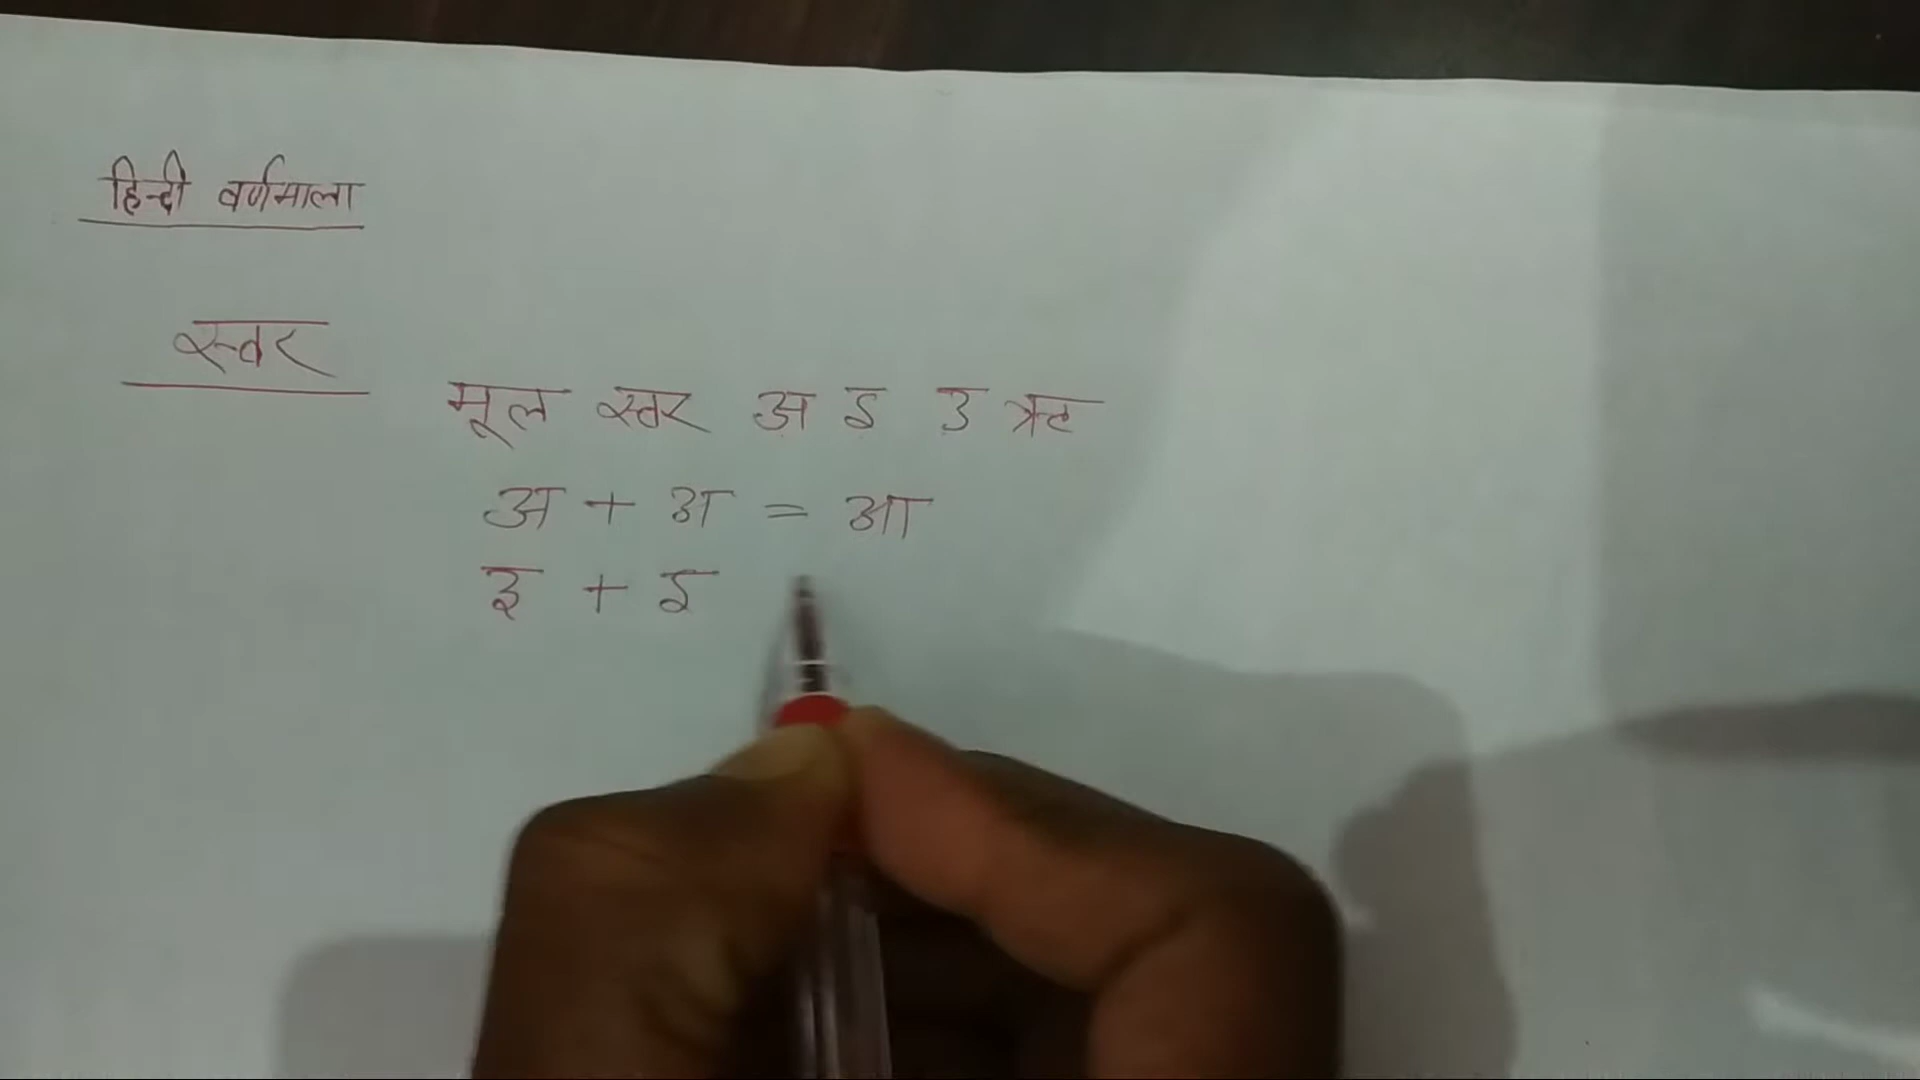 हिन्दी वर्णमाला
स्वर
मूल स्वर अ इ उ ऋ
अ + अ = आ
इ + इ